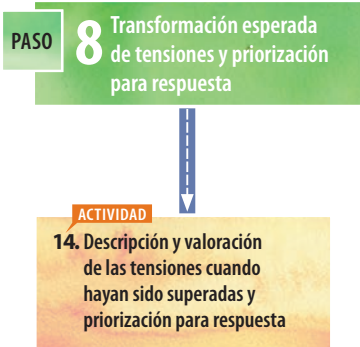 PASO 8 Transformación esperada
de tensiones y priorización
para respuesta
ACTIVIDAD
14. Descripción y valoración
de las tensiones cuando
hayan sido superadas y
priorización para respuesta